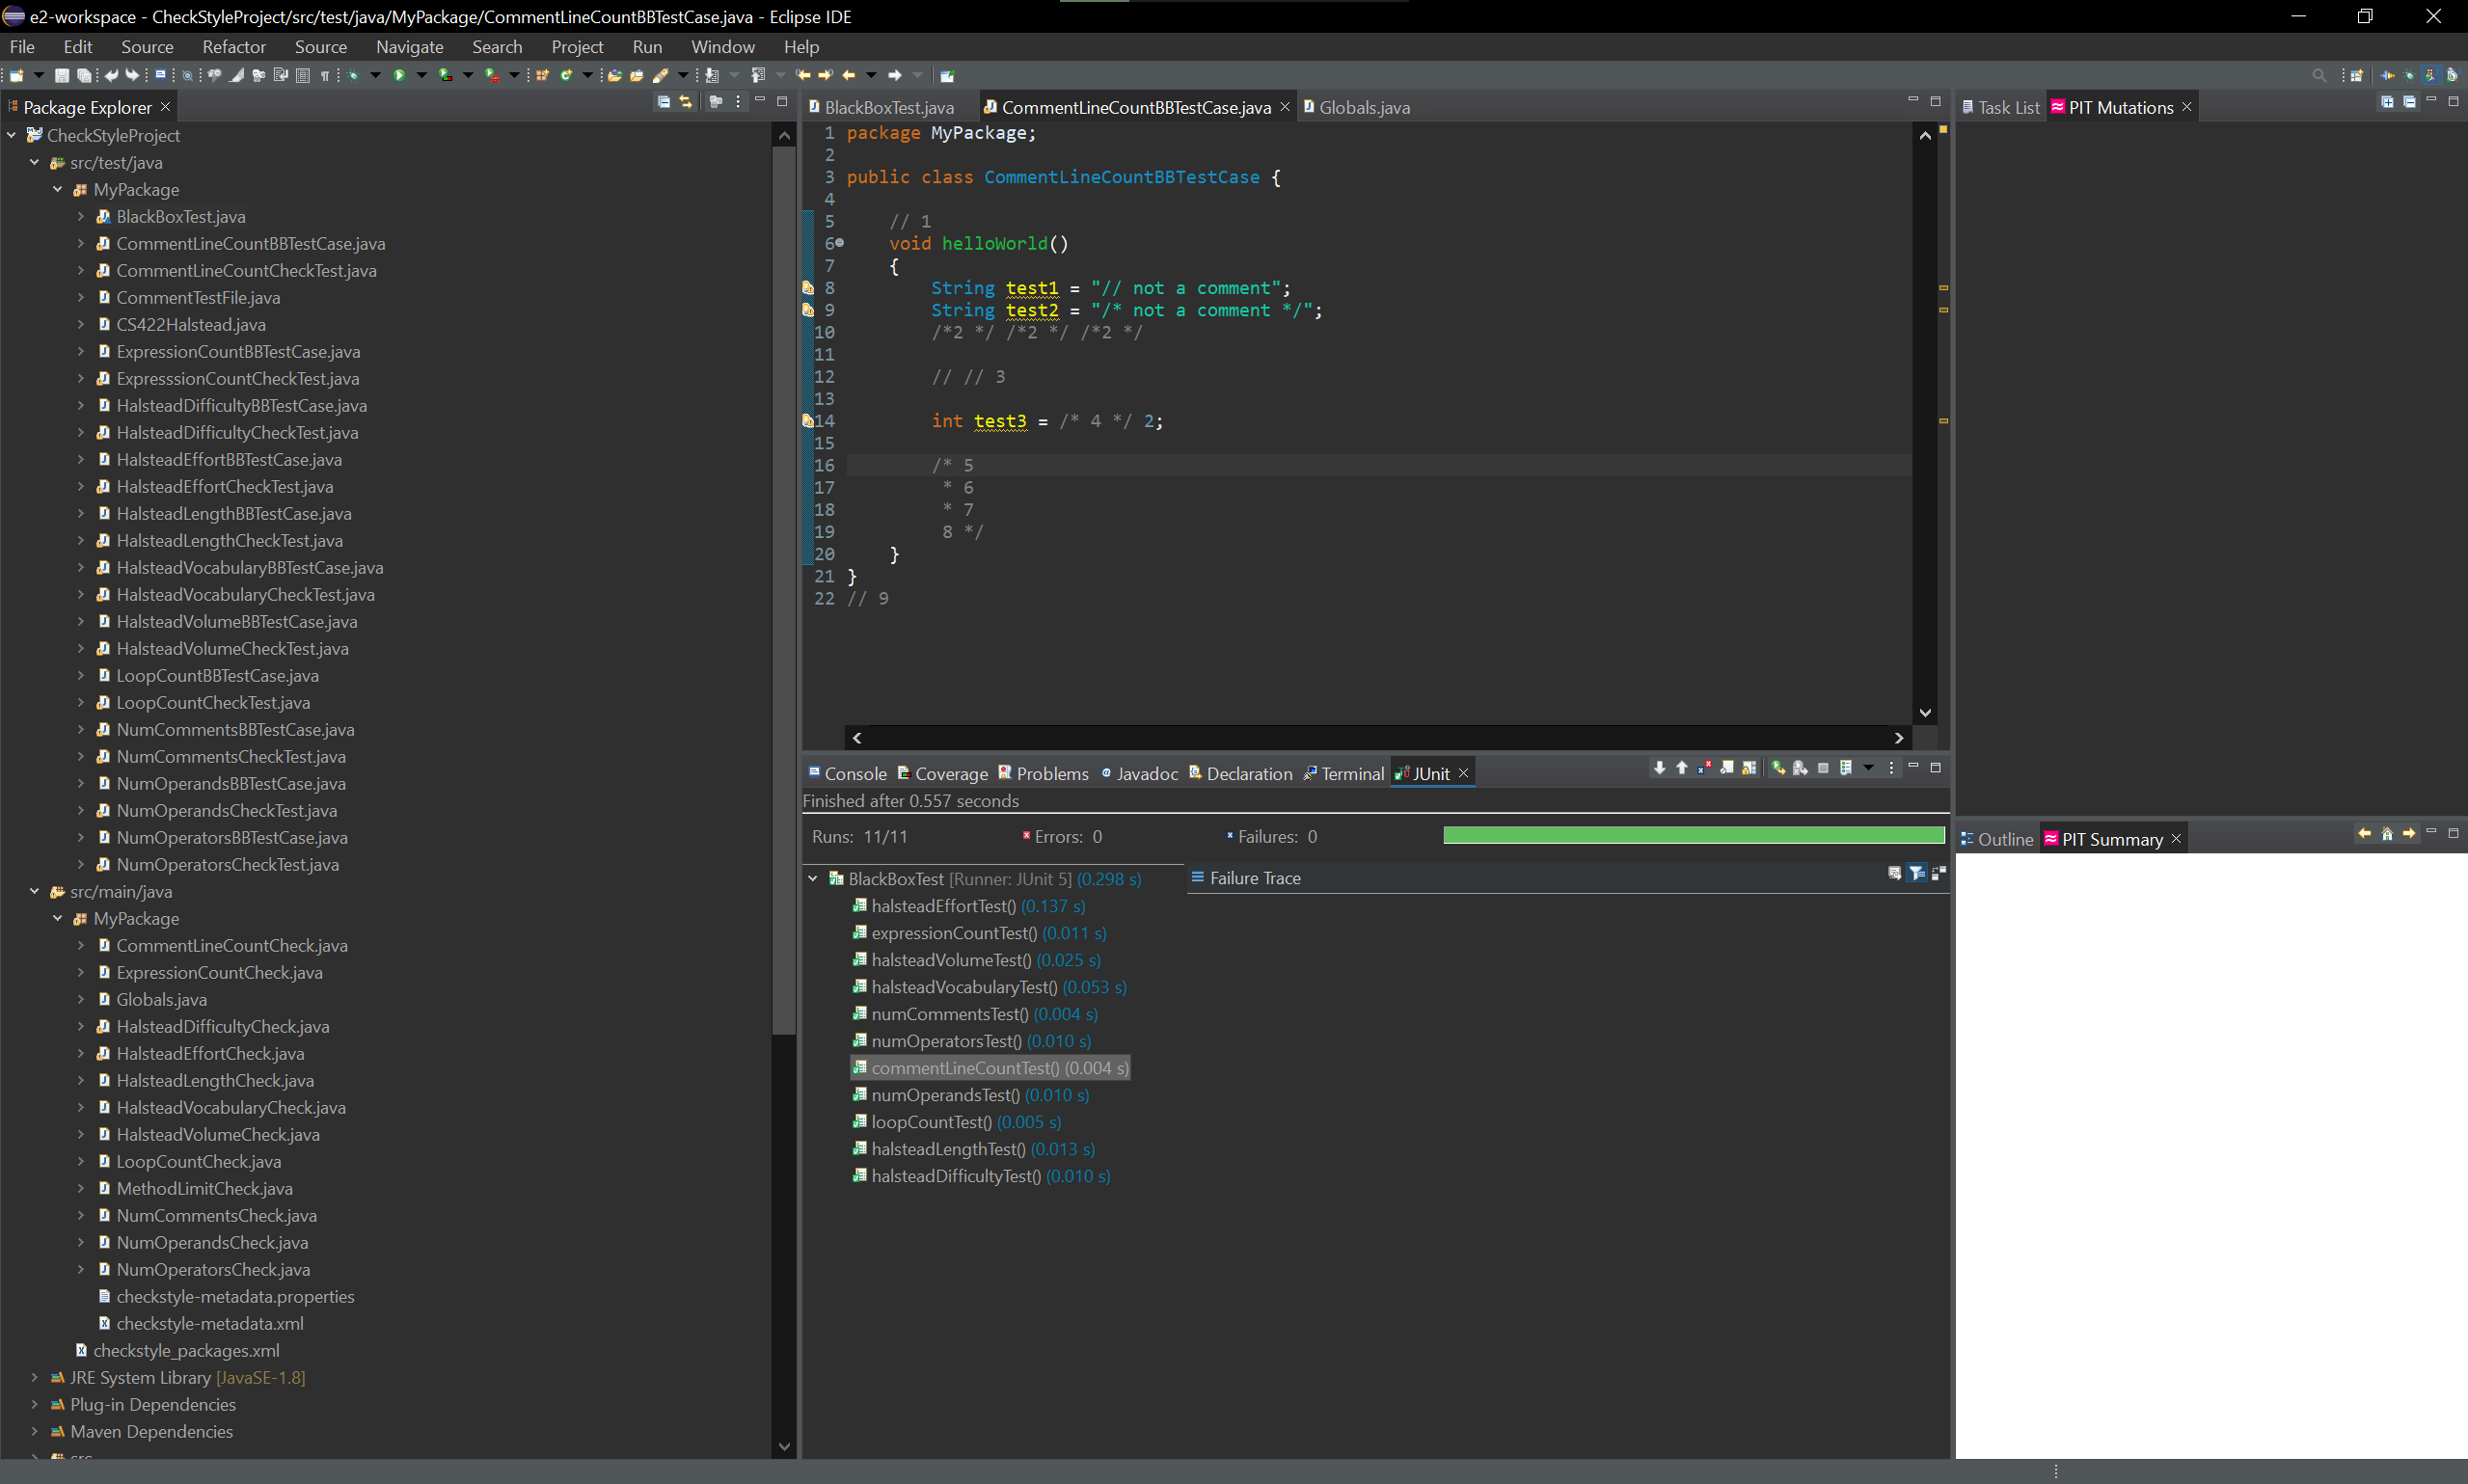 e2-workspace - CheckStyleProject/src/test/java/MyPackage/CommentLineCountBBTestCase.java - Eclipse IDE
File Edit Source Refactor Source Navigate Search Project Run Window Help
Package Explorer
CheckStyleProject
src/test/java
MyPackage
BlackBoxTest.java
CommentLineCountBBTestCase.java
CommentLineCountCheckTest.java
CommentTestFile.java
CS422Halstead.java
ExpressionCountBBTestCase.java
ExpresssionCountCheckTest.java
HalsteadDifficultyBBTestCase.java
HalsteadDifficultyCheckTest.java
HalsteadEffortBBTestCase.java
HalsteadEffortCheckTest.java
HalsteadLengthBBTestCase.java
HalsteadLengthCheckTest.java
HalsteadVocabularyBBTestCase.java
HalsteadVocabularyCheckTest.java
HalsteadVolumeBBTestCase.java
HalsteadVolumeCheckTest.java
LoopCountBBTestCase.java
LoopCountCheckTest.java
NumCommentsBBTestCase.java
NumCommentsCheckTest.java
NumOperandsBBTestCase.java
NumOperandsCheckTest.java
NumOperatorsBBTestCase.java
NumOperatorsCheckTest.java
src/main/java
MyPackage
CommentLineCountCheck.java
ExpressionCountCheck.java
Globals.java
HalsteadDifficultyCheck.java
HalsteadEffortCheck.java
HalsteadLengthCheck.java
HalsteadVocabularyCheck.java
HalsteadVolumeCheck.java
LoopCountCheck.java
MethodLimitCheck.java
NumCommentsCheck.java
NumOperandsCheck.java
NumOperatorsCheck.java
checkstyle-metadata.properties
checkstyle-metadata.xml
checkstyle_packages.xml
JRE System Library [JavaSE-1.8]
Plug-in Dependencies
Maven Dependencies
src
BlackBoxTest.java CommentLineCountBBTestCase.java Globals.java
1 package MyPackage;
2
3 public class CommentLineCountBBTestCase {
4
5 // 1
6 void helloWorld()
7 {
8 String test1 = "// not a comment";
9 String test2 = "/* not a comment */";
10 /*2 */ /*2 */ /*2 */
11
12 // // 3
13
14 int test3 = /* 4 */ 2;
15
16 /* 5
17 * 6
18 * 7
19 8 */
20 }
21 }
22 // 9
Console Coverage Problems Javadoc Declaration Terminal JUnit
Finished after 0.557 seconds
Runs: 11/11 Errors: 0 Failures: 0
BlackBoxTest [Runner: JUnit 5] (0.298 s)
halsteadEffortTest() (0.137 s)
expressionCountTest() (0.011 s)
halsteadVolumeTest() (0.025 s)
halsteadVocabularyTest() (0.053 s)
numCommentsTest() (0.004 s)
numOperatorsTest() (0.010 s)
commentLineCountTest() (0.004 s)
numOperandsTest() (0.010 s)
loopCountTest() (0.005 s)
halsteadLengthTest() (0.013 s)
halsteadDifficultyTest() (0.010 s)
Failure Trace
Task List PIT Mutations
Outline PIT Summary